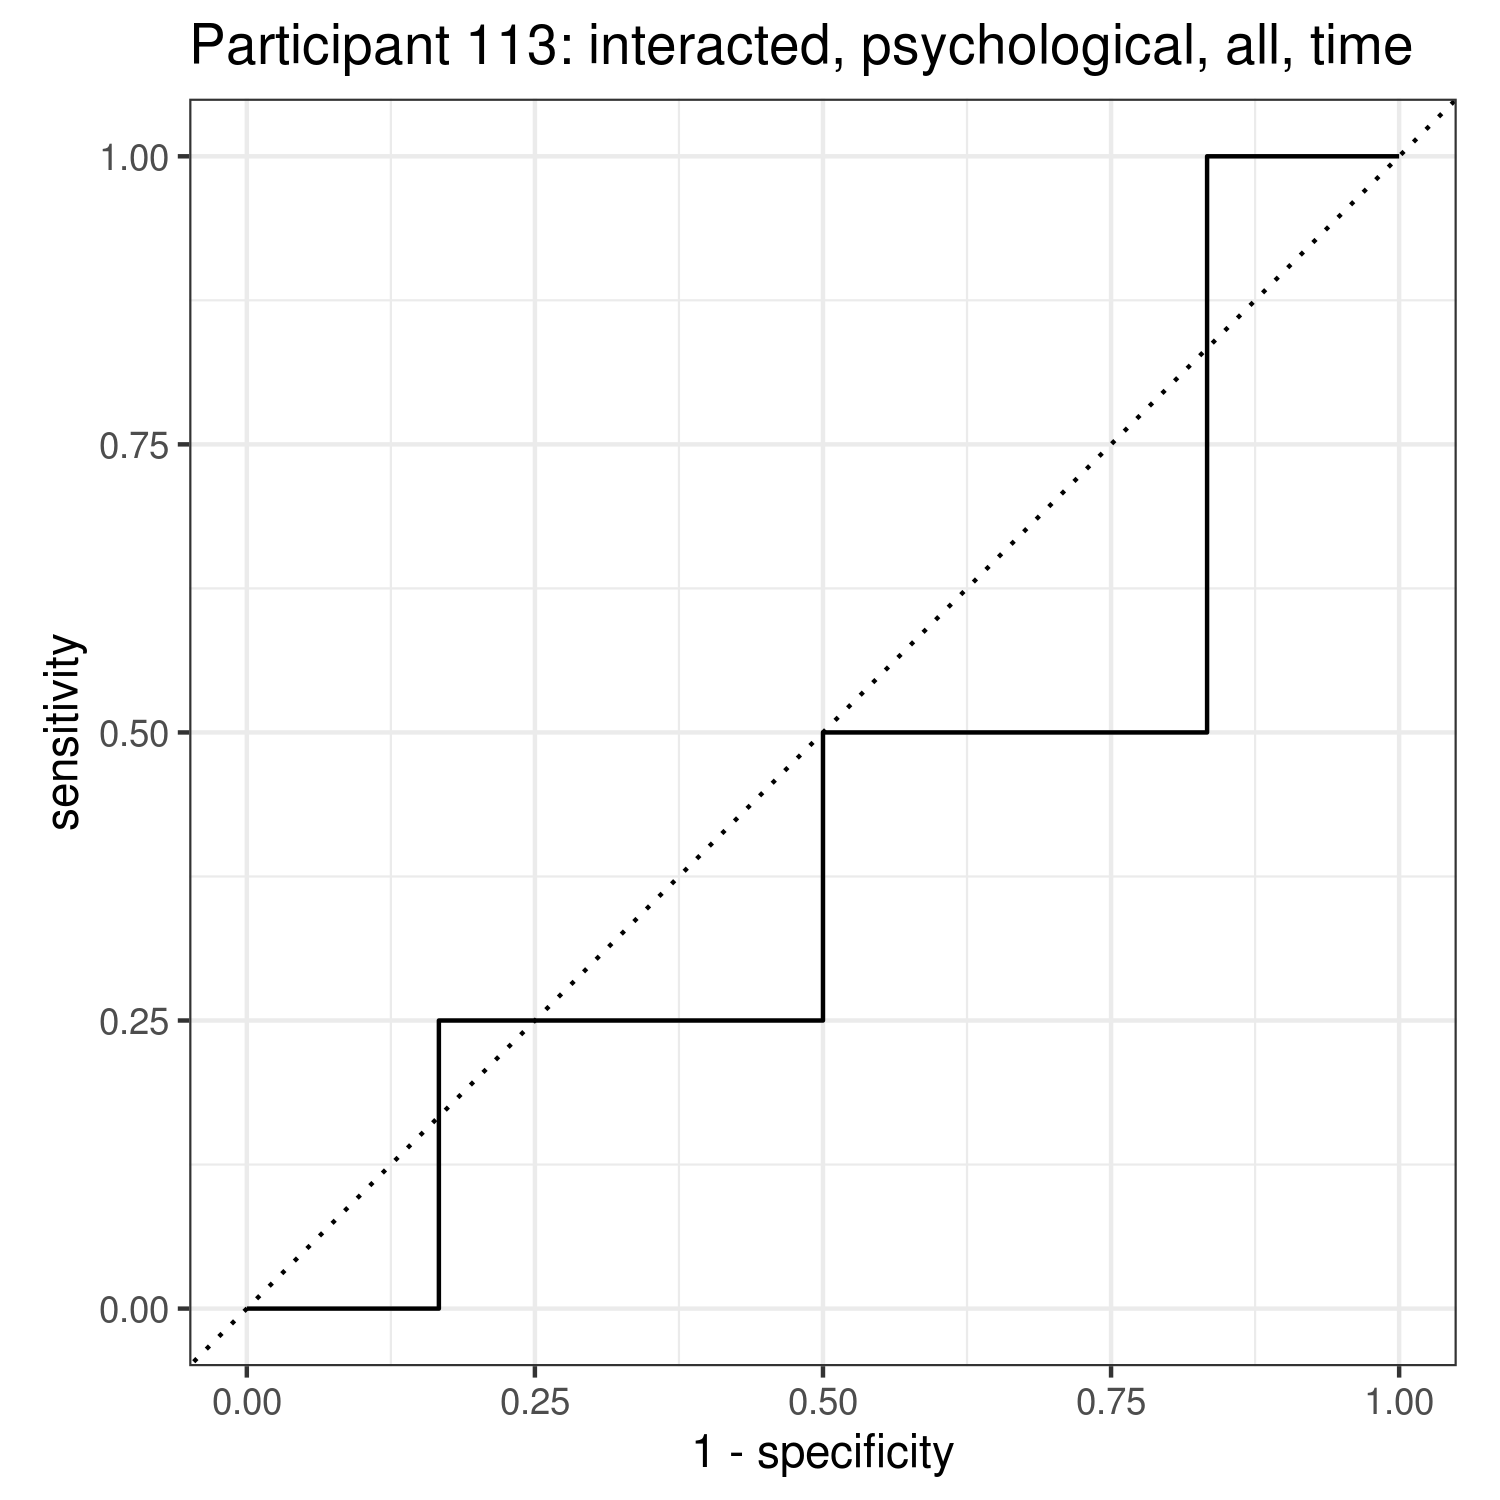 Participant 113: interacted, psychological, all, time
1.00
0.75
0.50
0.25
0.00
sensitivity
0.00 0.25 0.50 0.75 1.00
1 - specificity